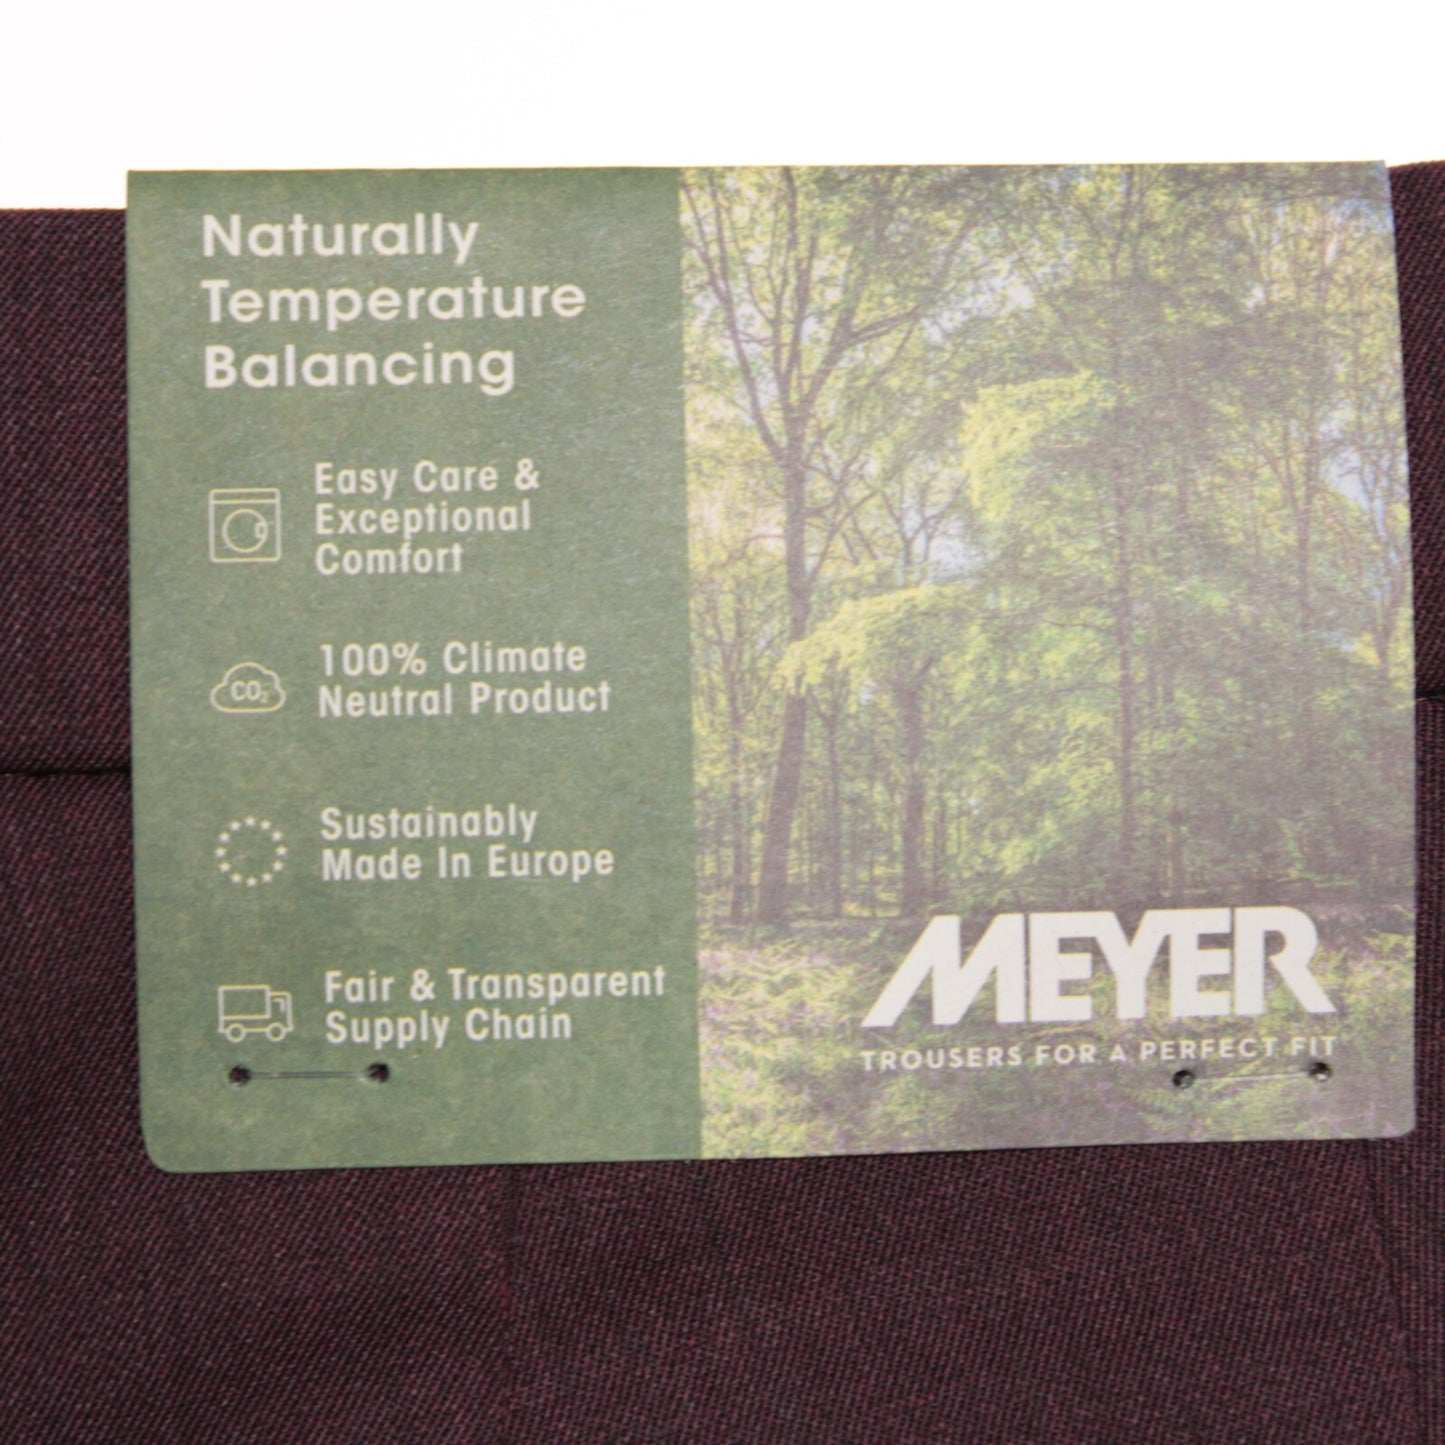 Naturally
Temperature
Balancing
Easy Care &
Exceptional
Comfort
CO₂
100% Climate
Neutral Product
Sustainably
Made In Europe
Fair & Transparent
Supply Chain
MEYER
TROUSERS FOR A PERFECT FIT